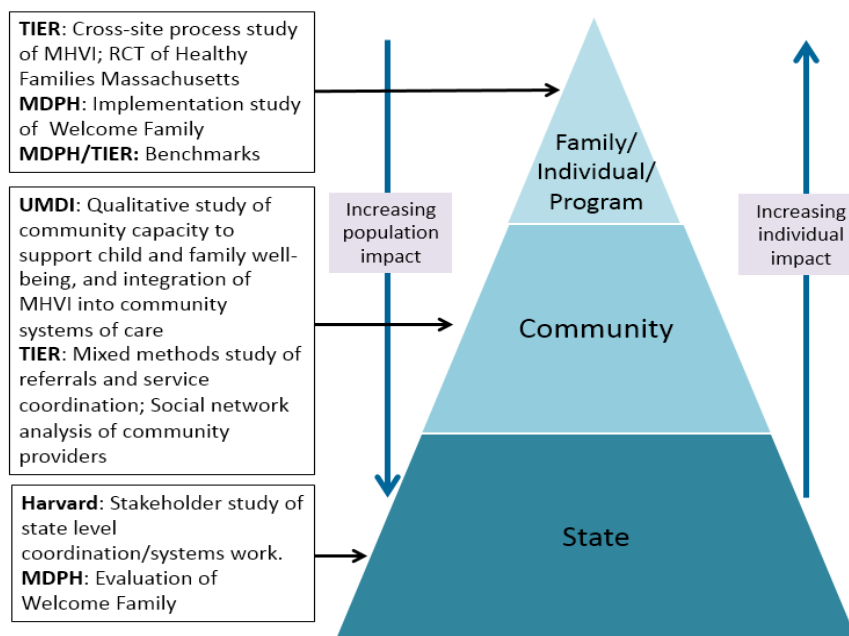 TIER: Cross-site process study
of MHVI; RCT of Healthy
Families Massachusetts
MDPH: Implementation study
of Welcome Family
MDPH/TIER: Benchmarks
UMDI: Qualitative study of
community capacity to
support child and family well-
being, and integration of
MHVI into community
systems of care
TIER: Mixed methods study of
referrals and service
coordination; Social network
analysis of community
providers
Harvard: Stakeholder study of
state level
coordination/systems work.
MDPH: Evaluation of
Welcome Family
Increasing
population
impact
Family/
Individual/
Program
Community
State
Increasing
individual
impact